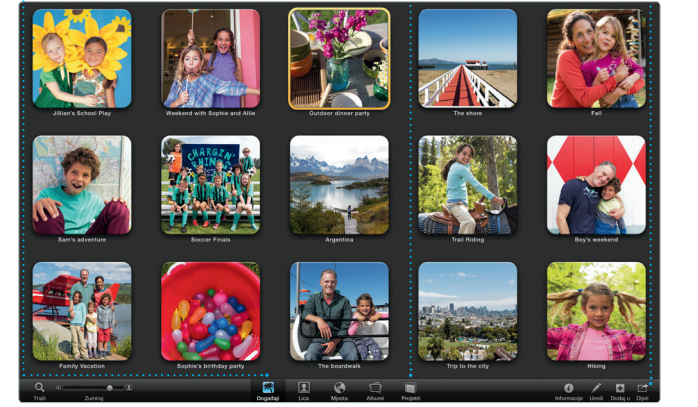 Jillian's School Play
Weekend with Sophie and Allie
Outdoor dinner party
The shore
Fall
CHARGIN'
RHINOS
Sam's adventure
Soccer Finals
Argentina
Trail Riding
Boy's weekend
Family Vacation
Sophie's birthday party
The boardwalk
Trip to the city
Hiking
Traži
Zumiraj
Događaji
Lica
Mjesta
Albumi
Projekti
Informacije
Uredi
Dodaj u
Dijeli